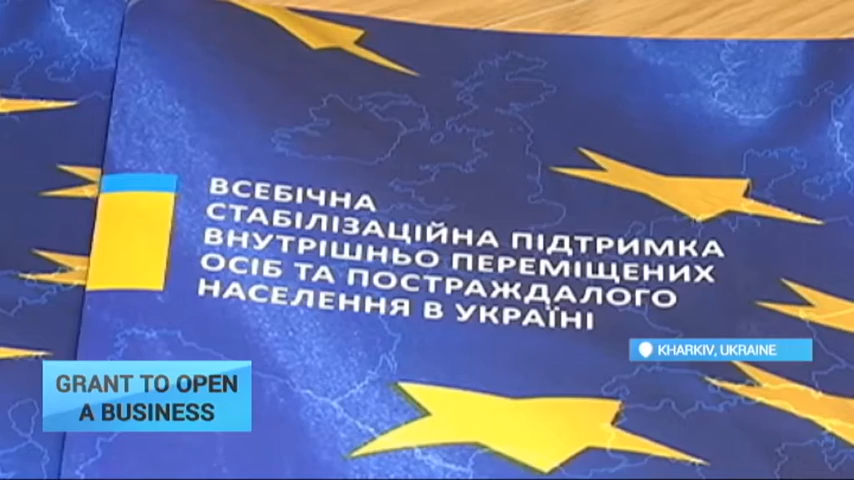 ВСЕБІЧНА
СТАБІЛІЗАЦІЙНА ПІДТРИМКА
ВНУТРІШНЬО ПЕРЕМІЩЕНИХ
ОСІБ ТА ПОСТРАЖДАЛОГО
НАСЕЛЕННЯ В УКРАЇНІ
KHARKIV, UKRAINE
GRANT TO OPEN
A BUSINESS